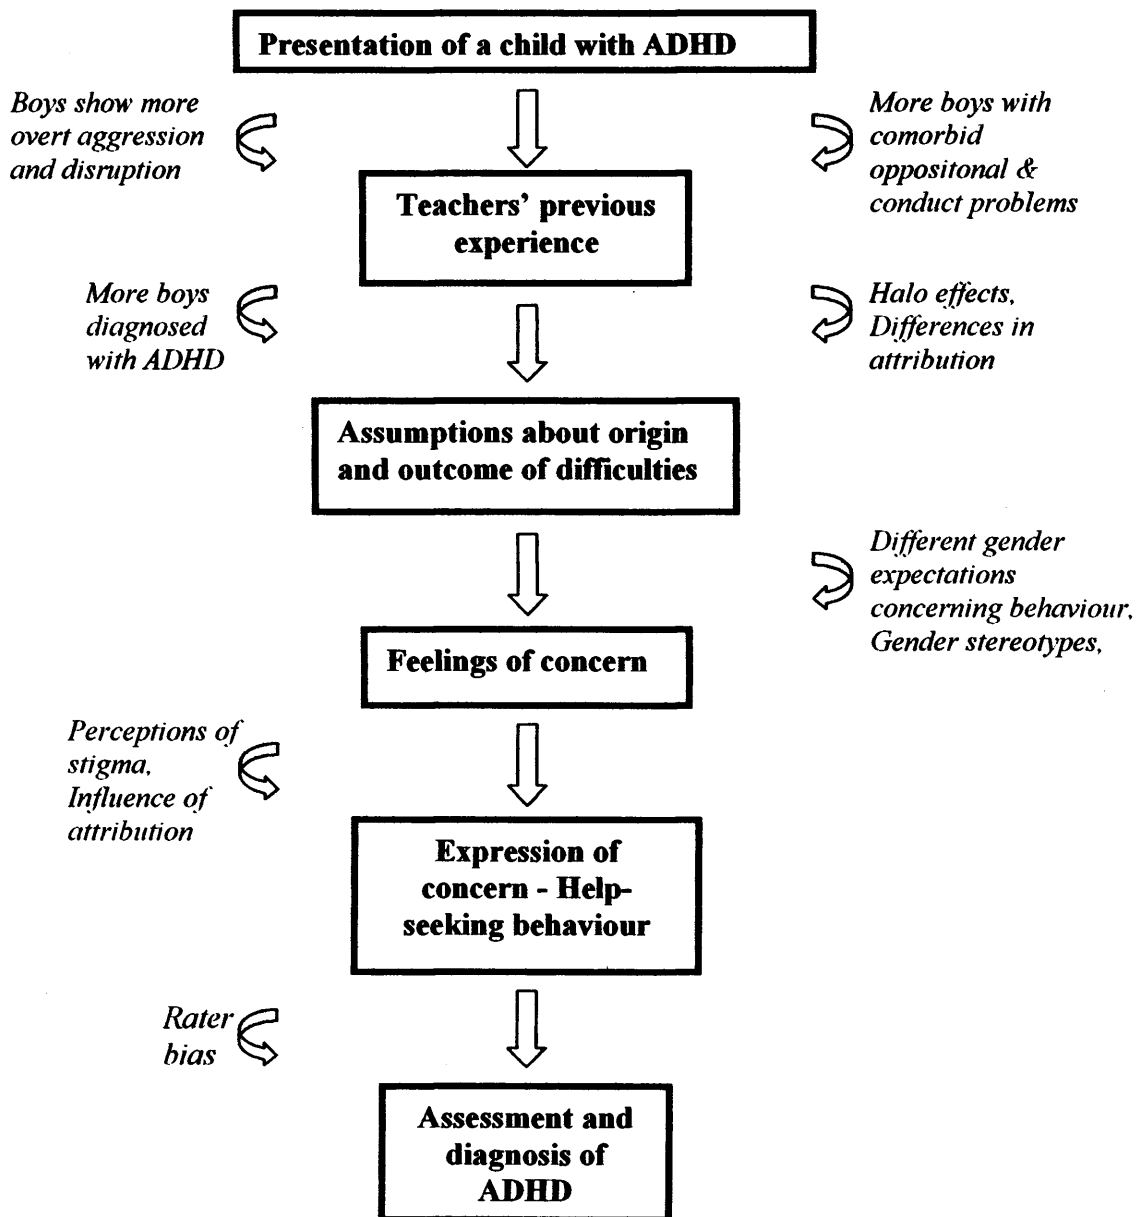 Presentation of a child with ADHD
Boys show more
overt aggression
and disruption
More boys with
comorbid
oppositonal &
conduct problems
Teachers' previous
experience
More boys
diagnosed
with ADHD
Halo effects,
Differences in
attribution
Assumptions about origin
and outcome of difficulties
Different gender
expectations
concerning behaviour,
Gender stereotypes,
Feelings of concern
Perceptions of
stigma,
Influence of
attribution
Expression of
concern - Help-
seeking behaviour
Rater
bias
Assessment and
diagnosis of
ADHD